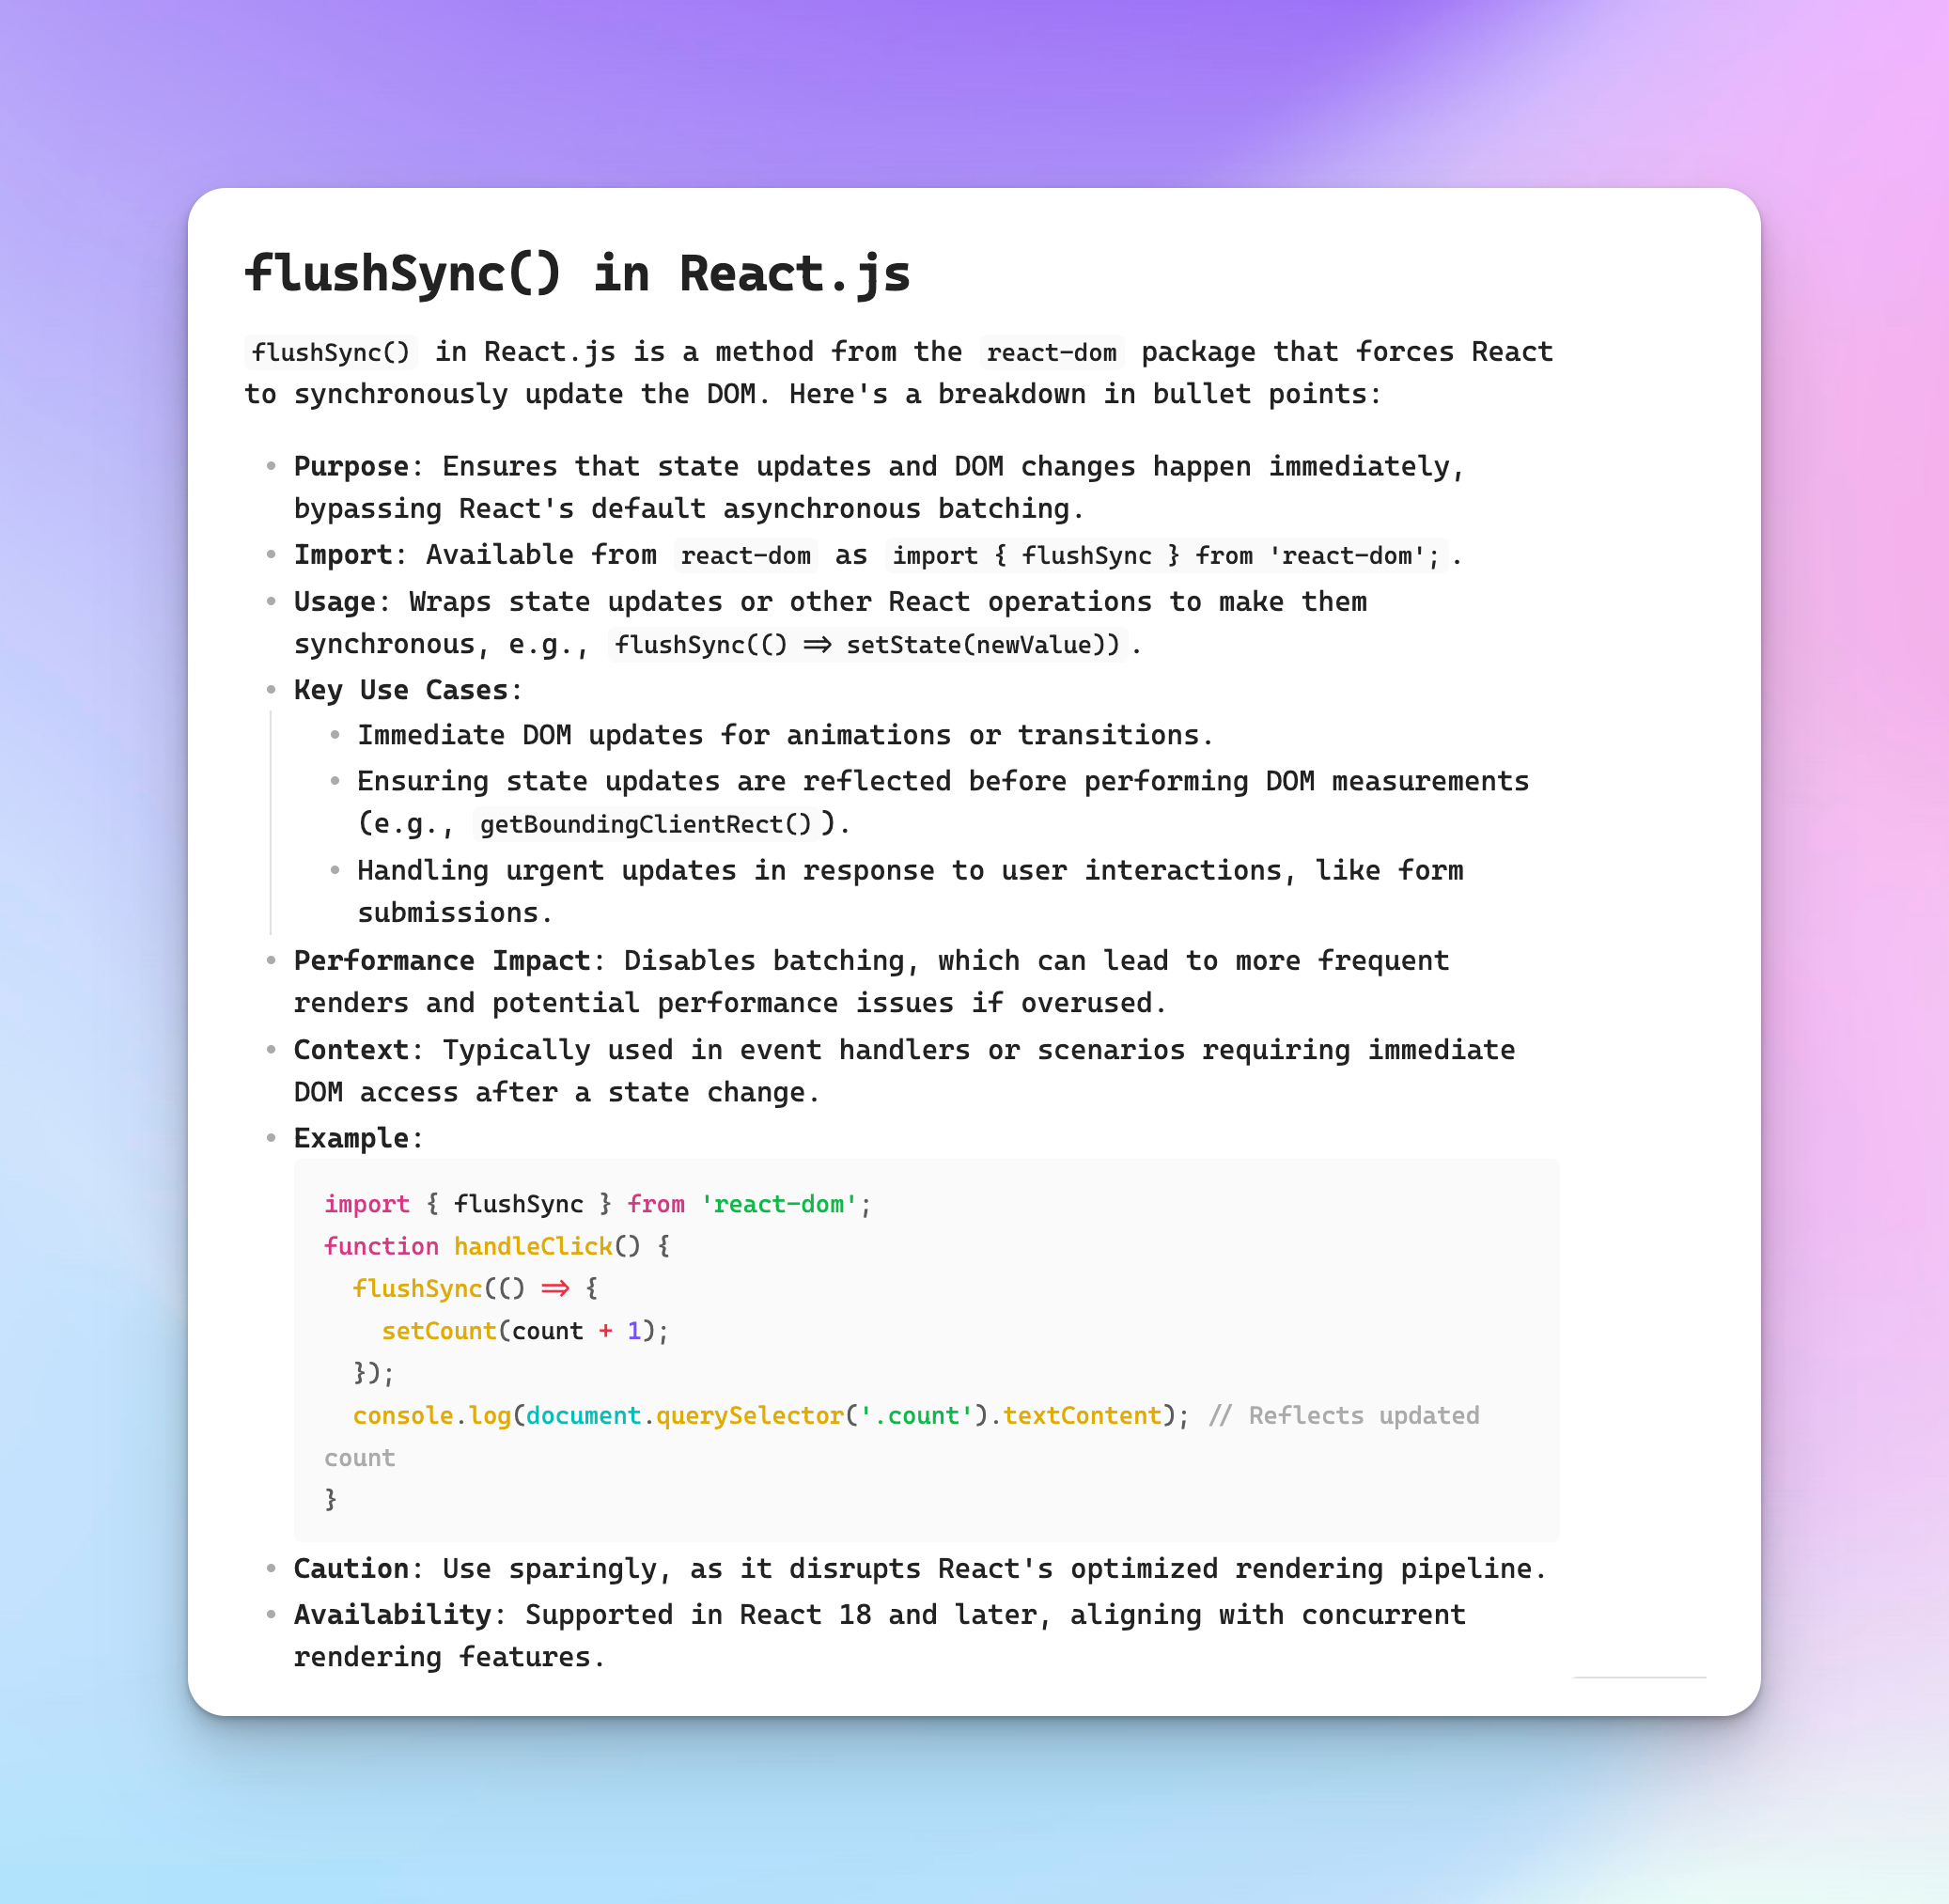 flushSync() in React.js
flushSync() in React.js is a method from the react-dom package that forces React
to synchronously update the DOM. Here's a breakdown in bullet points:
• Purpose: Ensures that state updates and DOM changes happen immediately,
bypassing React's default asynchronous batching.
• Import: Available from react-dom as import { flushSync } from 'react-dom';.
• Usage: Wraps state updates or other React operations to make them
synchronous, e.g., flushSync(() => setState(newValue)).
• Key Use Cases:
• Immediate DOM updates for animations or transitions.
• Ensuring state updates are reflected before performing DOM measurements
(e.g., getBoundingClientRect()).
• Handling urgent updates in response to user interactions, like form
submissions.
• Performance Impact: Disables batching, which can lead to more frequent
renders and potential performance issues if overused.
• Context: Typically used in event handlers or scenarios requiring immediate
DOM access after a state change.
• Example:
import { flushSync } from 'react-dom';
function handleClick() {
  flushSync(() => {
    setCount(count + 1);
  });
  console.log(document.querySelector('.count').textContent); // Reflects updated
count
}
• Caution: Use sparingly, as it disrupts React's optimized rendering pipeline.
• Availability: Supported in React 18 and later, aligning with concurrent
rendering features.